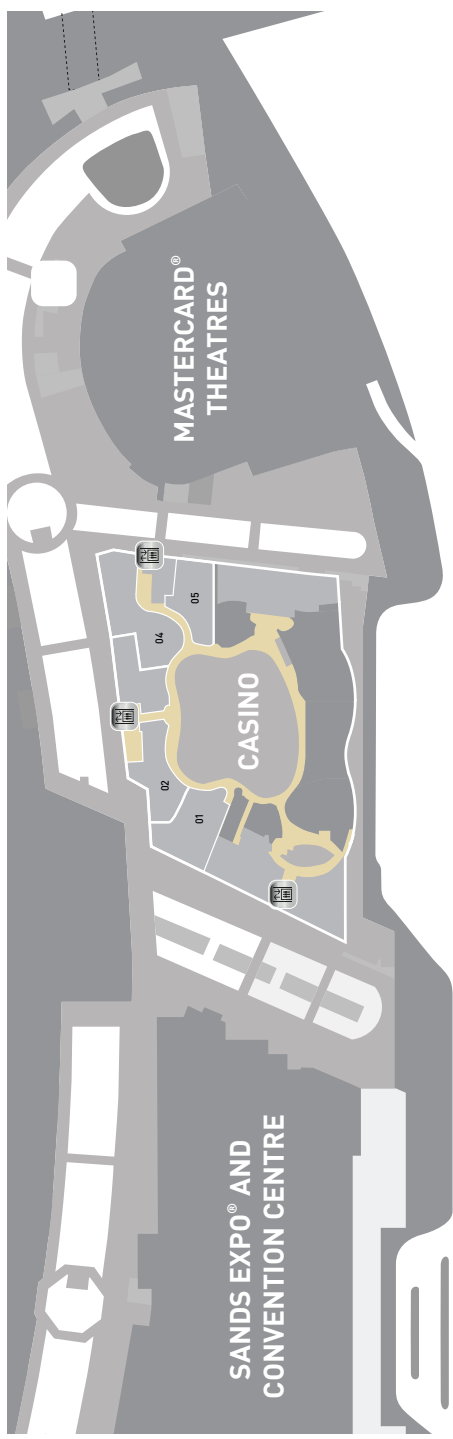 MASTERCARD®
THEATRES
05
04
CASINO
02
01
SANDS EXPO® AND
CONVENTION CENTRE